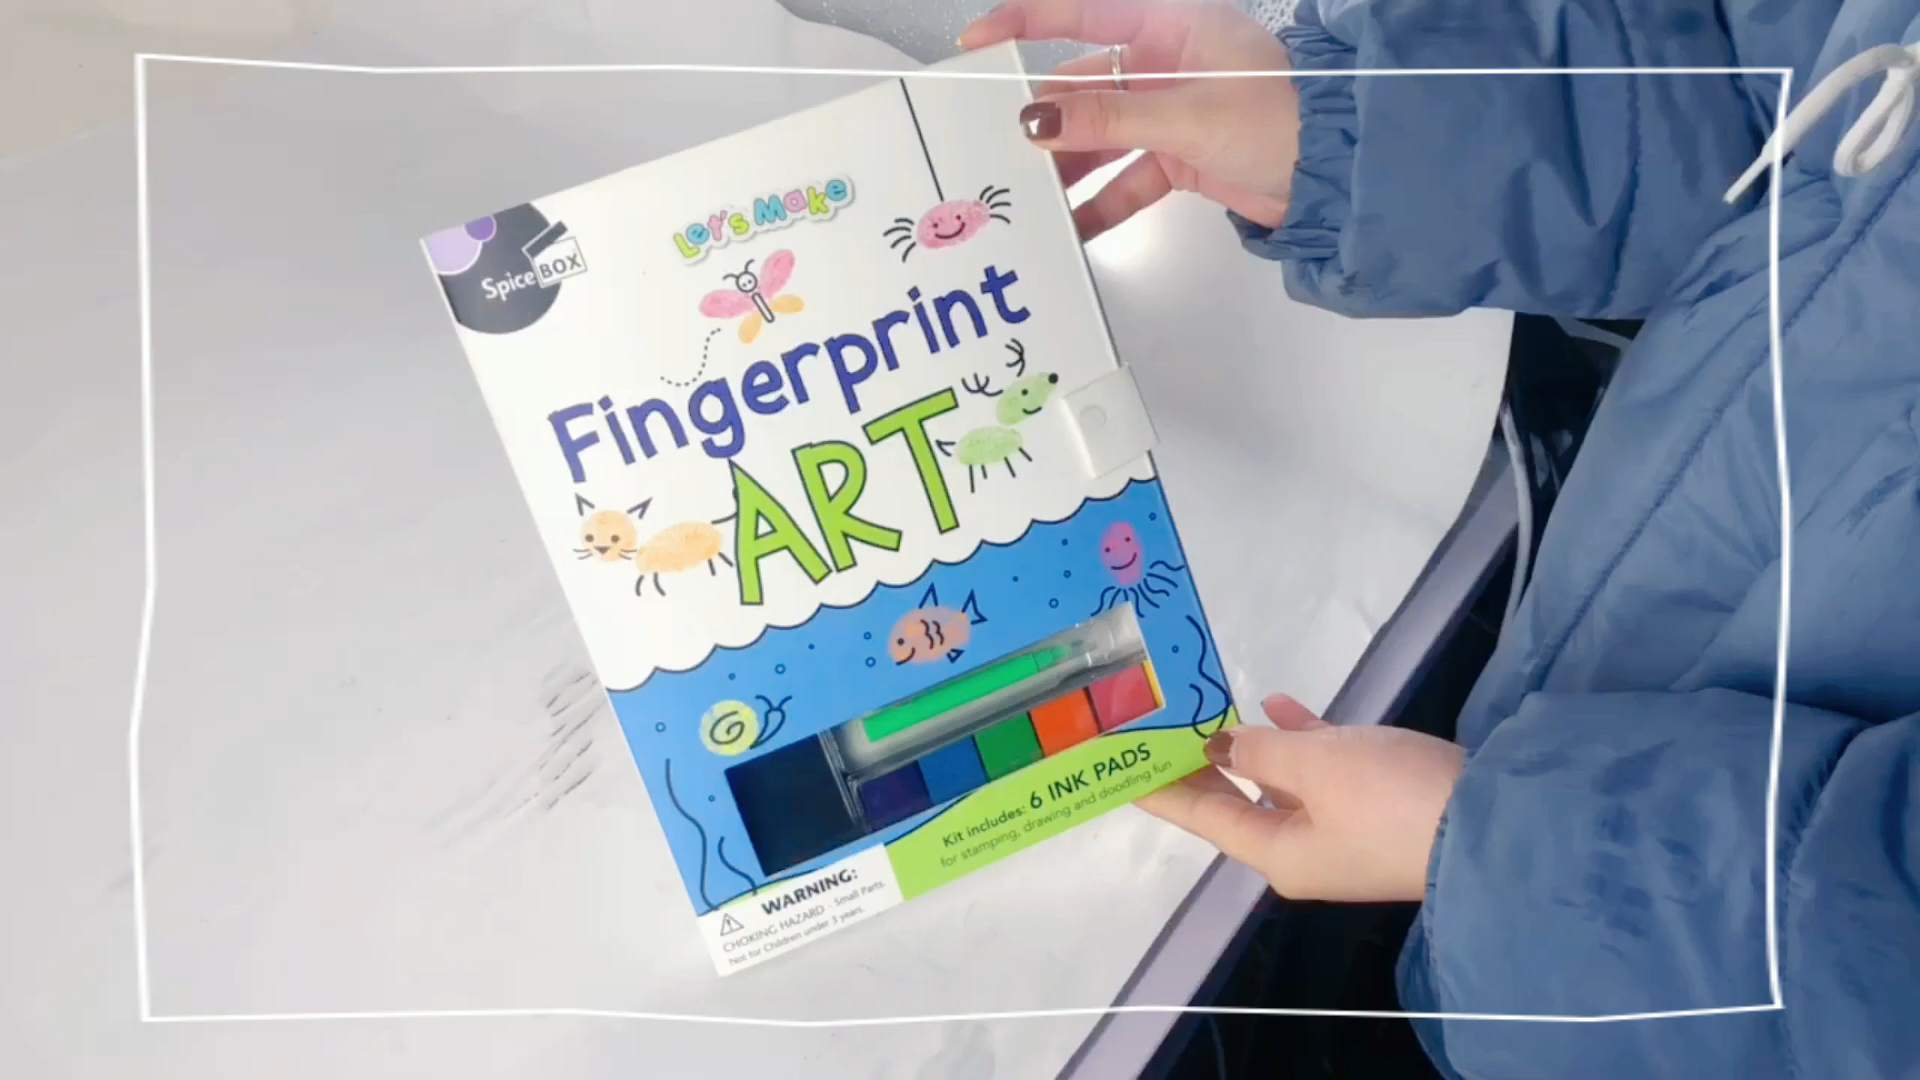 Spice BOX
Let's Make
Fingerprint
ART
Kit includes: 6 INK PADS
for stamping, drawing and doodling fun
WARNING:
CHOKING HAZARD - Small Parts.
Not for Children under 3 years.